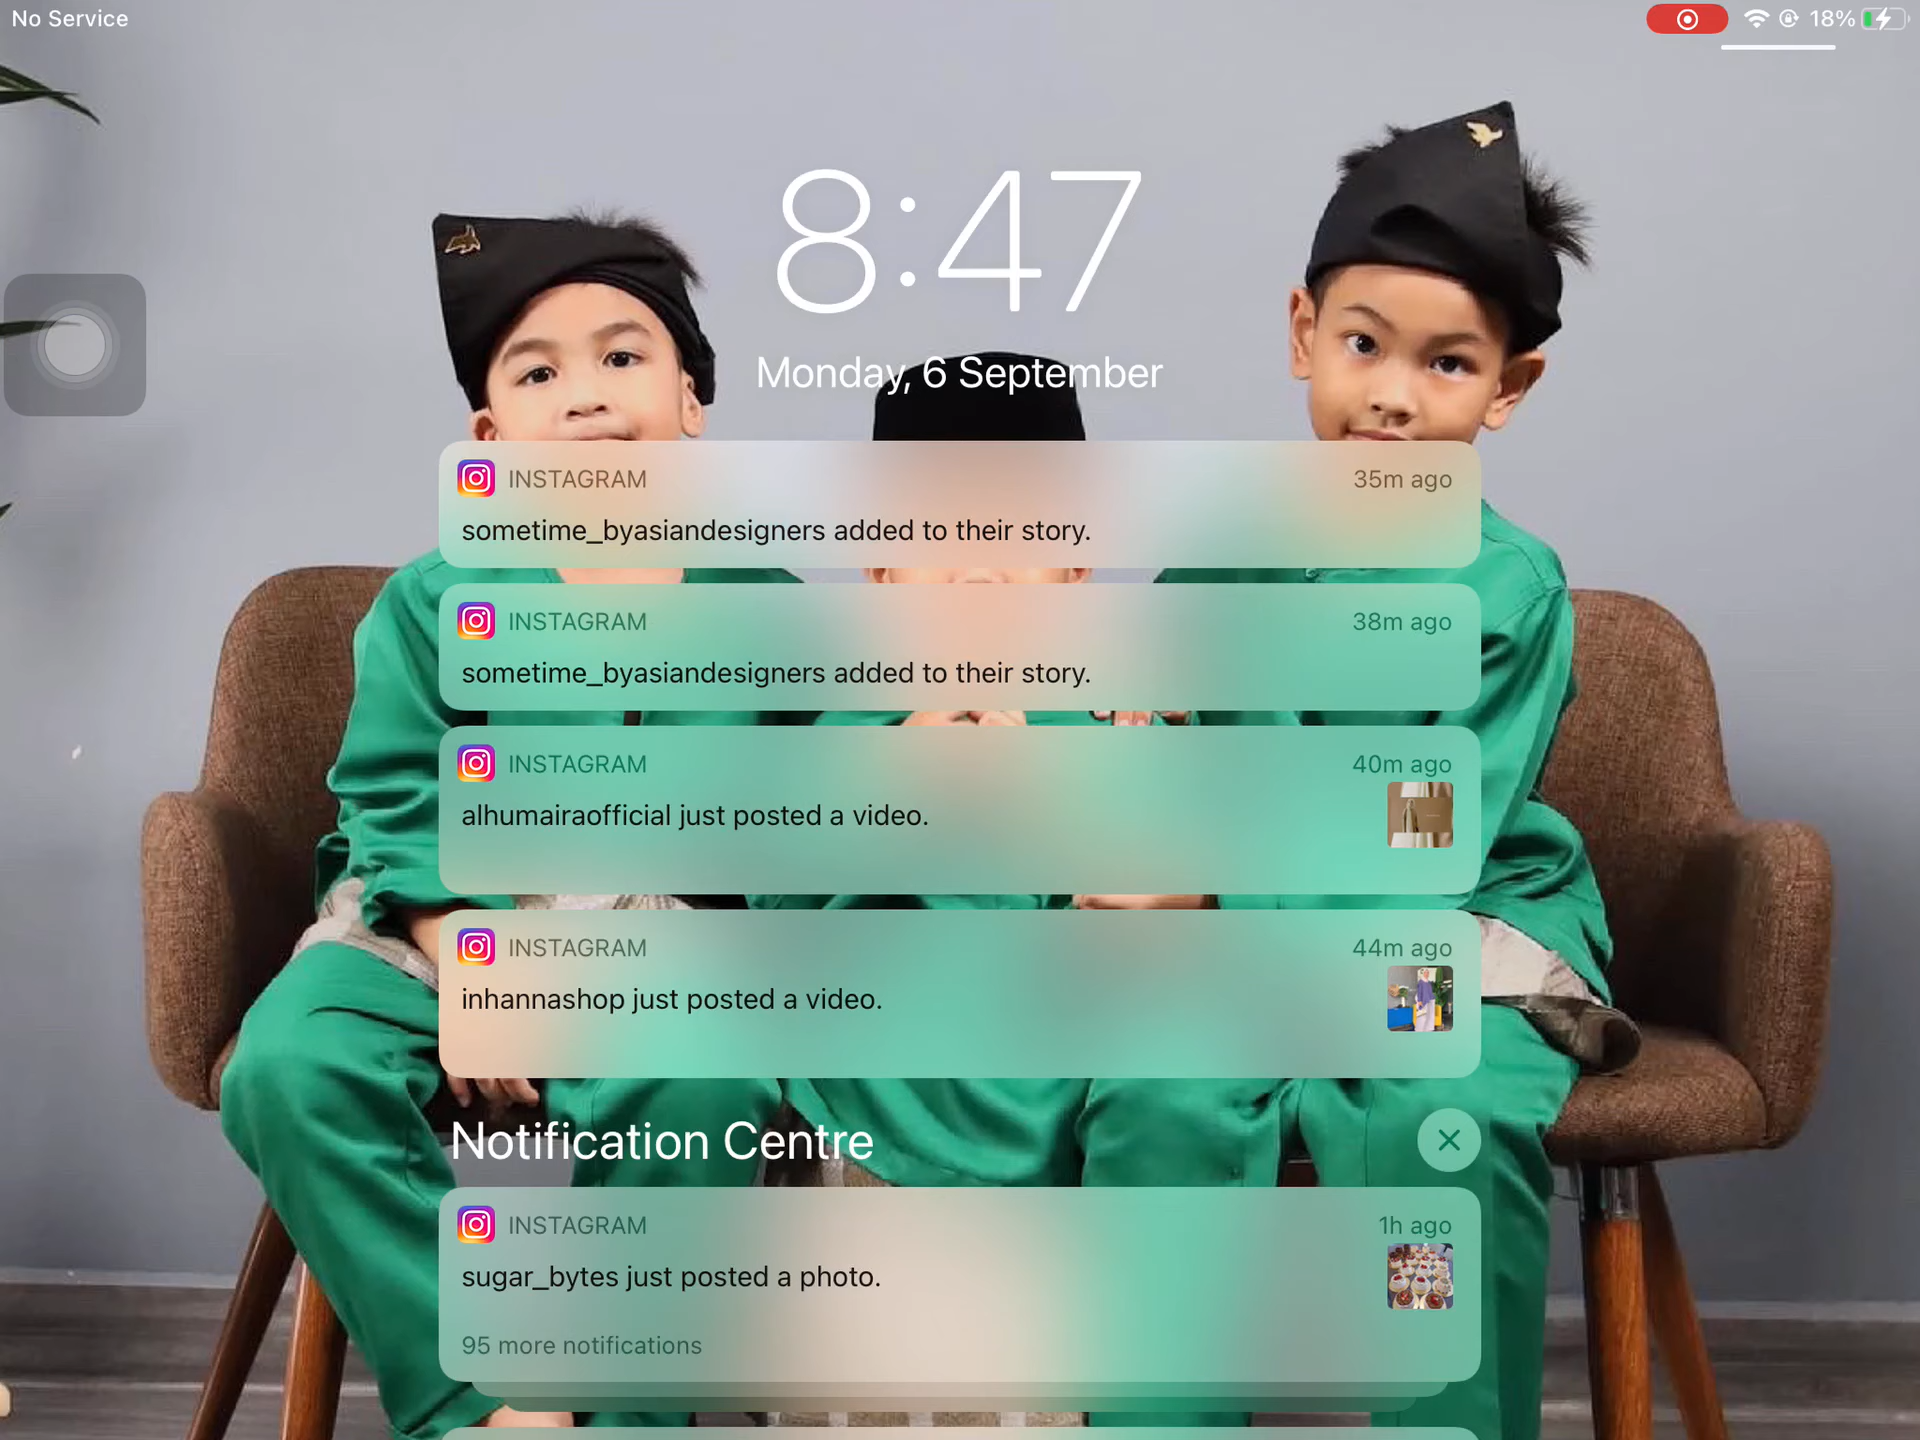 No Service
18%
8:47
Monday, 6 September
INSTAGRAM
35m ago
sometime_byasiandesigners added to their story.
INSTAGRAM
38m ago
sometime_byasiandesigners added to their story.
INSTAGRAM
40m ago
alhumairaofficial just posted a video.
INSTAGRAM
44m ago
inhannashop just posted a video.
Notification Centre
INSTAGRAM
1h ago
sugar_bytes just posted a photo.
95 more notifications